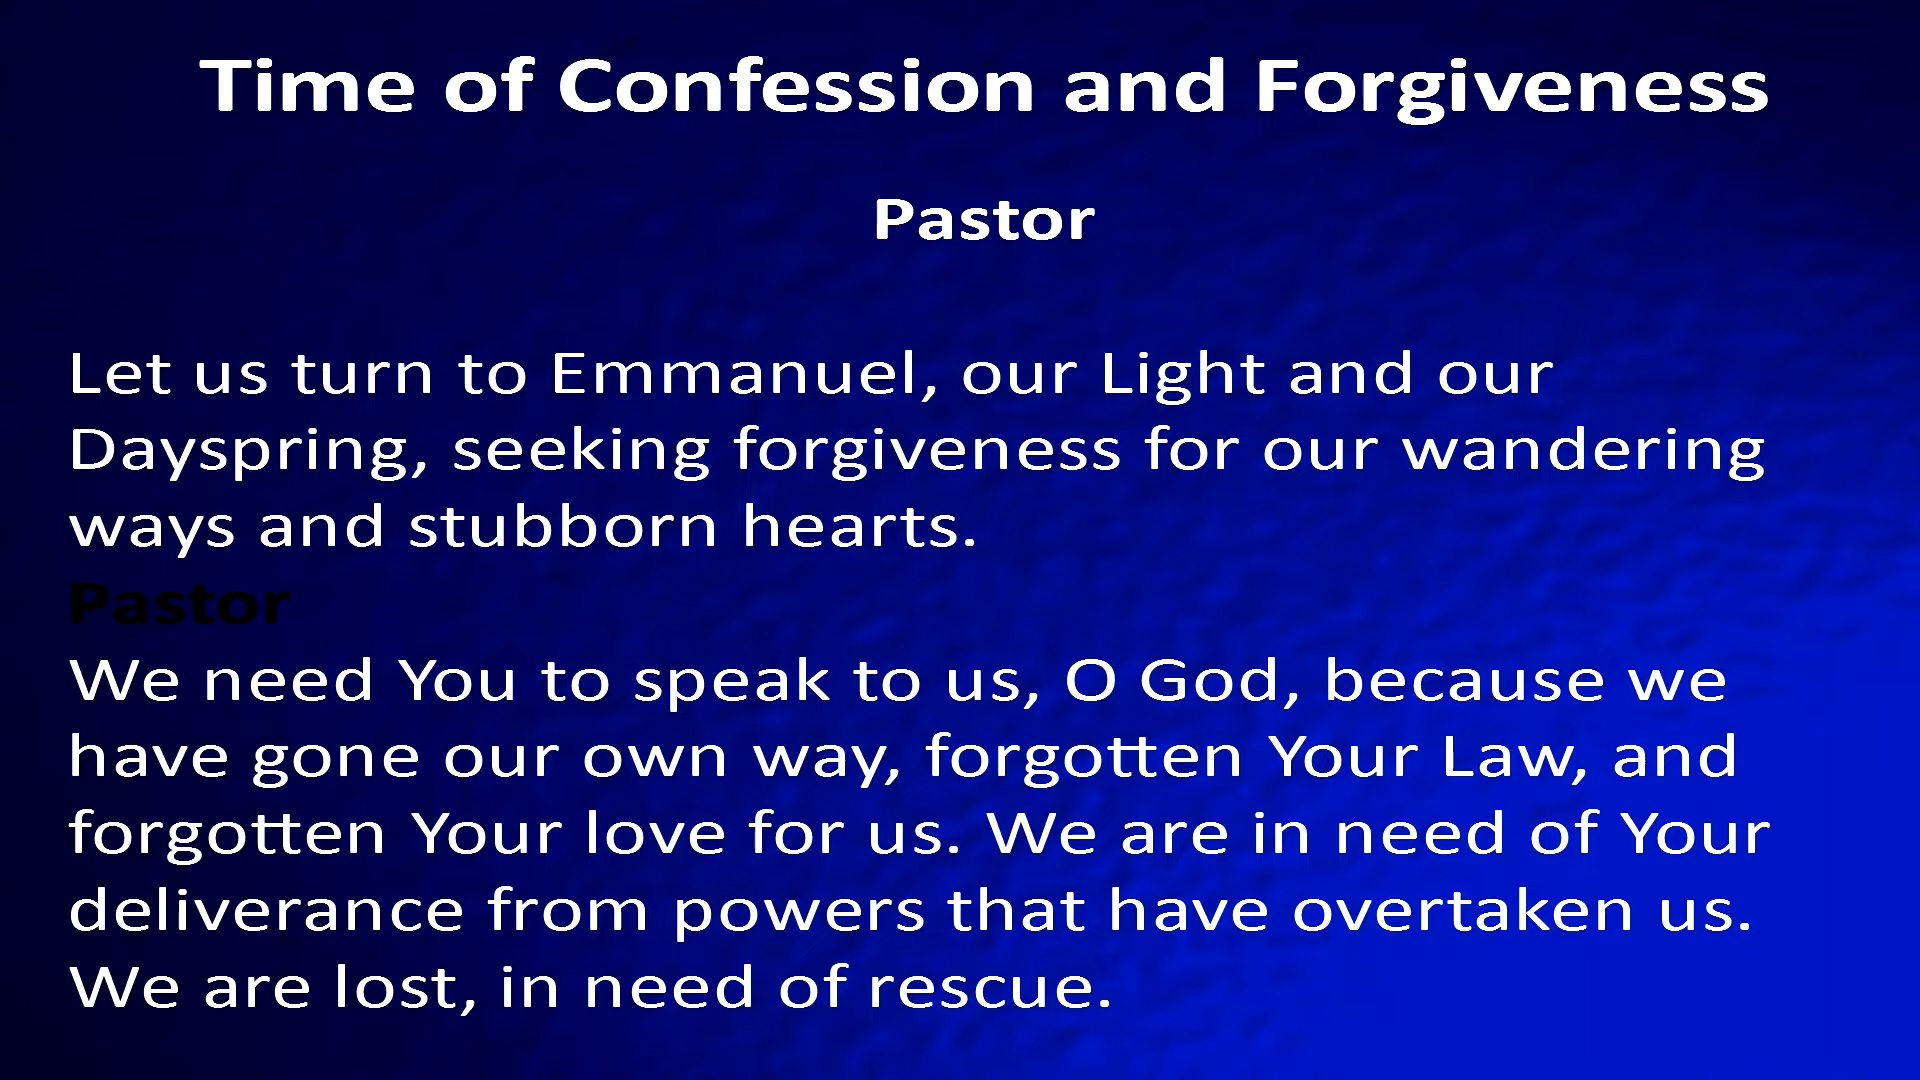 Time of Confession and Forgiveness
Pastor
Let us turn to Emmanuel, our Light and our
Dayspring, seeking forgiveness for our wandering
ways and stubborn hearts.
Pastor
We need You to speak to us, O God, because we
have gone our own way, forgotten Your Law, and
forgotten Your love for us. We are in need of Your
deliverance from powers that have overtaken us.
We are lost, in need of rescue.